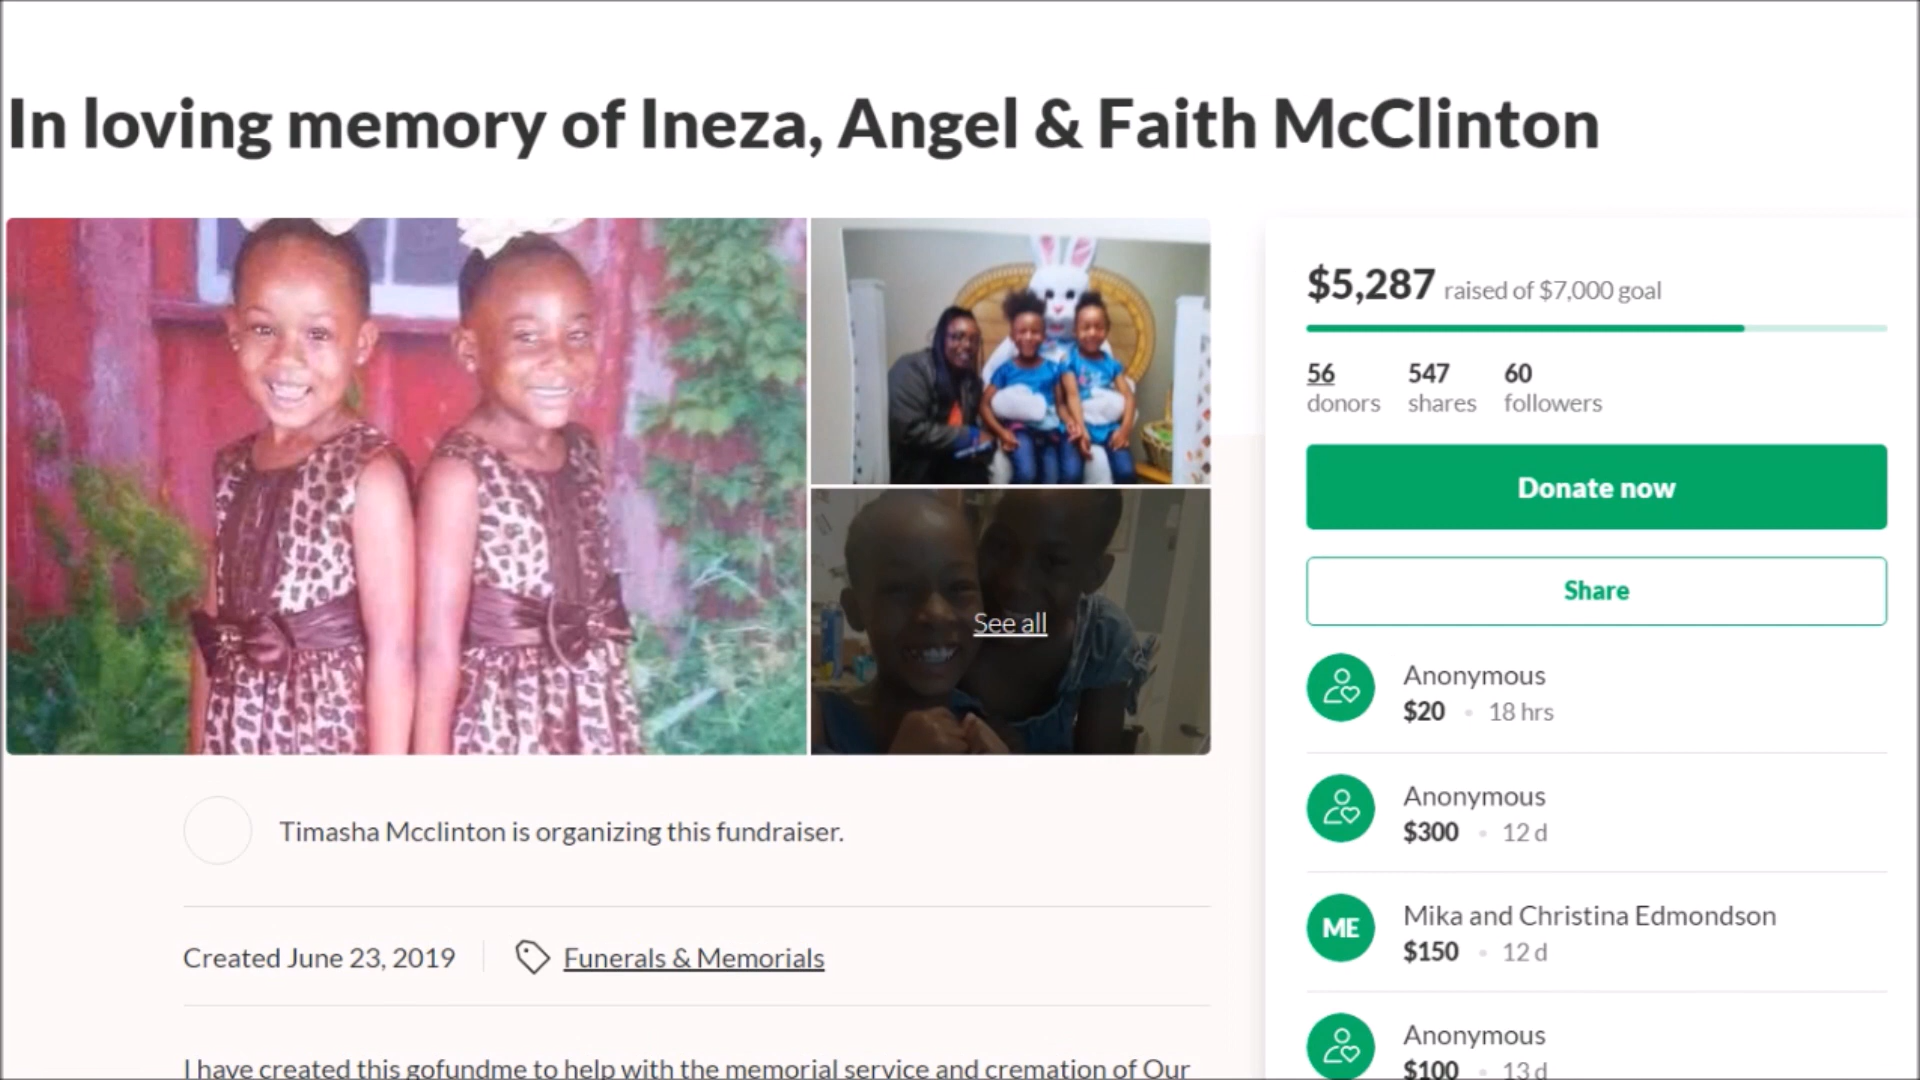 In loving memory of Ineza, Angel & Faith McClinton
See all
Timasha Mcclinton is organizing this fundraiser.
Created June 23, 2019
Funerals & Memorials
I have created this gofundme to help with the memorial service and cremation of Our
$5,287 raised of $7,000 goal
56 547 60
donors shares followers
Donate now
Share
Anonymous
$20 • 18 hrs
Anonymous
$300 • 12 d
ME
Mika and Christina Edmondson
$150 • 12 d
Anonymous
$100 • 13 d